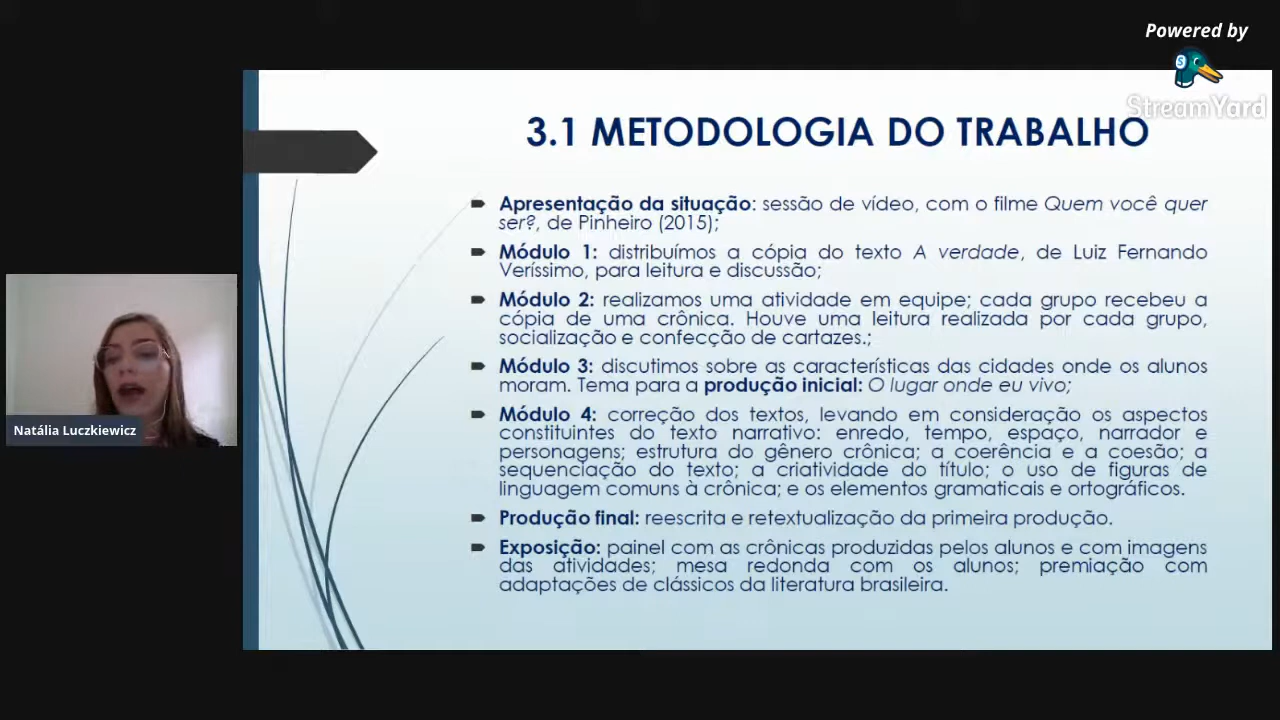 Powered by
StreamYard
3.1 METODOLOGIA DO TRABALHO
Apresentação da situação: sessão de vídeo, com o filme Quem você quer
ser?, de Pinheiro (2015);
Módulo 1: distribuímos a cópia do texto A verdade, de Luiz Fernando
Veríssimo, para leitura e discussão;
Módulo 2: realizamos uma atividade em equipe; cada grupo recebeu a
cópia de uma crônica. Houve uma leitura realizada por cada grupo,
socialização e confecção de cartazes.;
Módulo 3: discutimos sobre as características das cidades onde os alunos
moram. Tema para a produção inicial: O lugar onde eu vivo;
Módulo 4: correção dos textos, levando em consideração os aspectos
constituintes do texto narrativo: enredo, tempo, espaço, narrador e
personagens; estrutura do gênero crônica; a coerência e a coesão; a
sequenciação do texto; a criatividade do título; o uso de figuras de
linguagem comuns à crônica; e os elementos gramaticais e ortográficos.
Produção final: reescrita e retextualização da primeira produção.
Exposição: painel com as crônicas produzidas pelos alunos e com imagens
das atividades; mesa redonda com os alunos; premiação com
adaptações de clássicos da literatura brasileira.
Natália Luczkiewicz